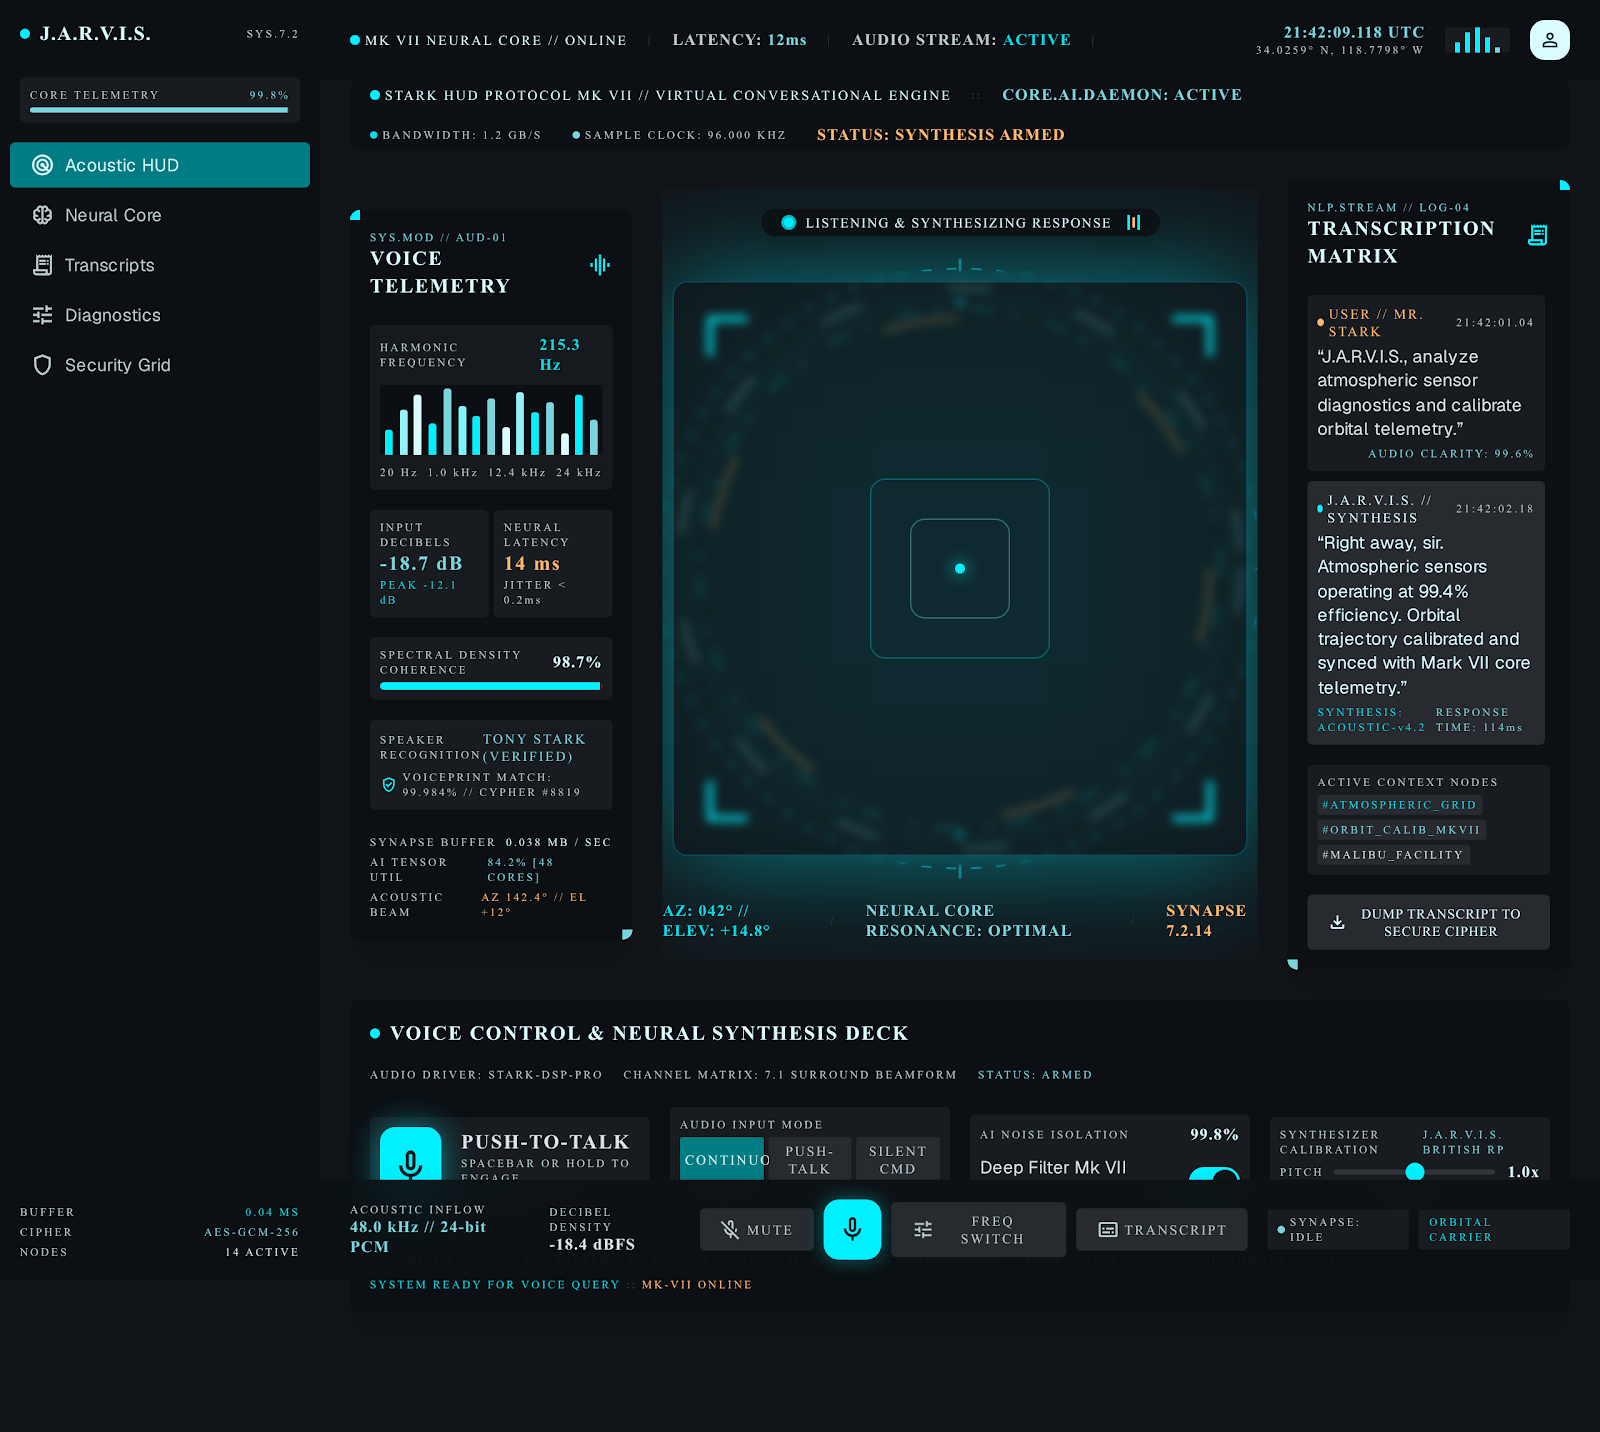 J.A.R.V.I.S.
SYS.7.2
CORE TELEMETRY
99.8%
Acoustic HUD
Neural Core
Transcripts
Diagnostics
Security Grid
BUFFER
0.04 MS
CIPHER
AES-GCM-256
NODES
14 ACTIVE
MK VII NEURAL CORE // ONLINE
LATENCY: 12ms
AUDIO STREAM: ACTIVE
21:42:09.118 UTC
34.0259° N, 118.7798° W
STARK HUD PROTOCOL MK VII // VIRTUAL CONVERSATIONAL ENGINE
::
CORE.AI.DAEMON: ACTIVE
BANDWIDTH: 1.2 GB/S
SAMPLE CLOCK: 96.000 KHZ
STATUS: SYNTHESIS ARMED
SYS.MOD // AUD-01
VOICE
TELEMETRY
HARMONIC
FREQUENCY
215.3
Hz
20 Hz
1.0 kHz
12.4 kHz
24 kHz
INPUT
DECIBELS
-18.7 dB
PEAK -12.1
dB
NEURAL
LATENCY
14 ms
JITTER <
0.2ms
SPECTRAL DENSITY
COHERENCE
98.7%
SPEAKER
RECOGNITION
TONY STARK
(VERIFIED)
VOICEPRINT MATCH:
99.984% // CYPHER #8819
SYNAPSE BUFFER
0.038 MB / SEC
AI TENSOR
UTIL
84.2% [48
CORES]
ACOUSTIC
BEAM
AZ 142.4° // EL
+12°
LISTENING & SYNTHESIZING RESPONSE
AZ: 042° //
ELEV: +14.8°
/
NEURAL CORE
RESONANCE: OPTIMAL
/
SYNAPSE
7.2.14
NLP.STREAM // LOG-04
TRANSCRIPTION
MATRIX
USER // MR.
STARK
21:42:01.04
“J.A.R.V.I.S., analyze
atmospheric sensor
diagnostics and calibrate
orbital telemetry.”
AUDIO CLARITY: 99.6%
J.A.R.V.I.S. //
SYNTHESIS
21:42:02.18
“Right away, sir.
Atmospheric sensors
operating at 99.4%
efficiency. Orbital
trajectory calibrated and
synced with Mark VII core
telemetry.”
SYNTHESIS:
ACOUSTIC-v4.2
RESPONSE
TIME: 114ms
ACTIVE CONTEXT NODES
#ATMOSPHERIC_GRID
#ORBIT_CALIB_MKVII
#MALIBU_FACILITY
DUMP TRANSCRIPT TO
SECURE CIPHER
VOICE CONTROL & NEURAL SYNTHESIS DECK
AUDIO DRIVER: STARK-DSP-PRO
CHANNEL MATRIX: 7.1 SURROUND BEAMFORM
STATUS: ARMED
PUSH-TO-TALK
SPACEBAR OR HOLD TO
ENGAGE
AUDIO INPUT MODE
CONTINUO
PUSH-
TALK
SILENT
CMD
AI NOISE ISOLATION
99.8%
Deep Filter Mk VII
SYNTHESIZER
CALIBRATION
J.A.R.V.I.S.
BRITISH RP
PITCH
1.0x
ACOUSTIC INFLOW
48.0 kHz // 24-bit
PCM
DECIBEL
DENSITY
-18.4 dBFS
MUTE
FREQ
SWITCH
TRANSCRIPT
SYNAPSE:
IDLE
ORBITAL
CARRIER
SYSTEM READY FOR VOICE QUERY :: MK-VII ONLINE